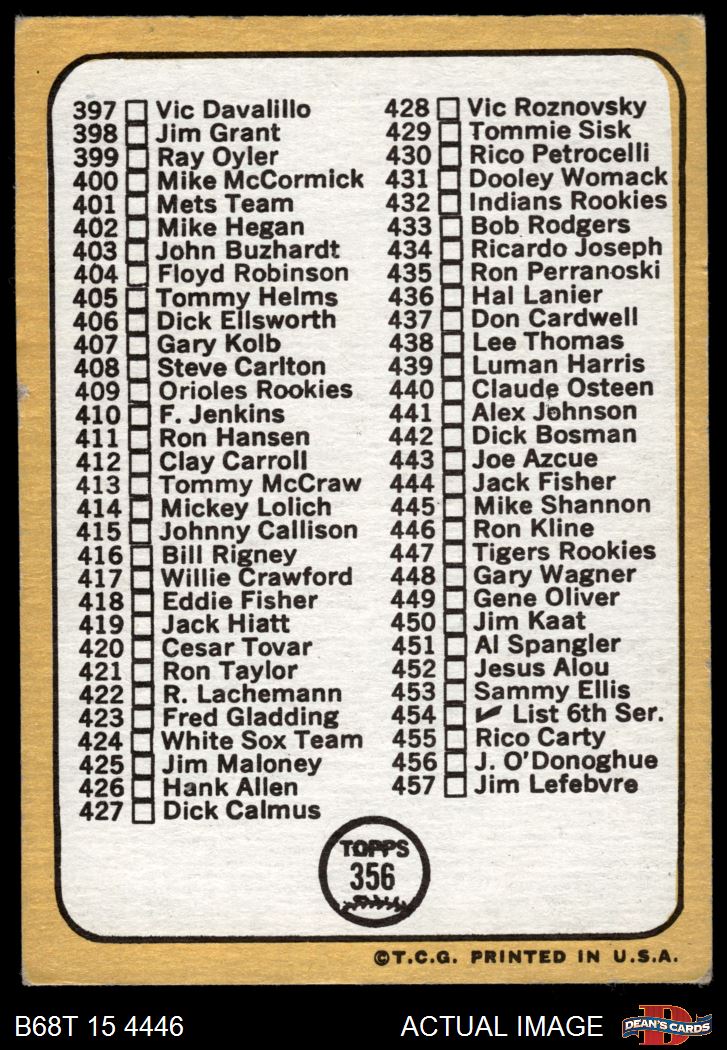 397 Vic Davalillo
398 Jim Grant
399 Ray Oyler
400 Mike McCormick
401 Mets Team
402 Mike Hegan
403 John Buzhardt
404 Floyd Robinson
405 Tommy Helms
406 Dick Ellsworth
407 Gary Kolb
408 Steve Carlton
409 Orioles Rookies
410 F. Jenkins
411 Ron Hansen
412 Clay Carroll
413 Tommy McCraw
414 Mickey Lolich
415 Johnny Callison
416 Bill Rigney
417 Willie Crawford
418 Eddie Fisher
419 Jack Hiatt
420 Cesar Tovar
421 Ron Taylor
422 R. Lachemann
423 Fred Gladding
424 White Sox Team
425 Jim Maloney
426 Hank Allen
427 Dick Calmus
428 Vic Roznovsky
429 Tommie Sisk
430 Rico Petrocelli
431 Dooley Womack
432 Indians Rookies
433 Bob Rodgers
434 Ricardo Joseph
435 Ron Perranoski
436 Hal Lanier
437 Don Cardwell
438 Lee Thomas
439 Luman Harris
440 Claude Osteen
441 Alex Johnson
442 Dick Bosman
443 Joe Azcue
444 Jack Fisher
445 Mike Shannon
446 Ron Kline
447 Tigers Rookies
448 Gary Wagner
449 Gene Oliver
450 Jim Kaat
451 Al Spangler
452 Jesus Alou
453 Sammy Ellis
454 ✓ List 6th Ser.
455 Rico Carty
456 J. O'Donoghue
457 Jim Lefebvre
TOPPS
356
©T.C.G. PRINTED IN U.S.A.
B68T 15 4446
ACTUAL IMAGE
D
DEAN'S CARDS